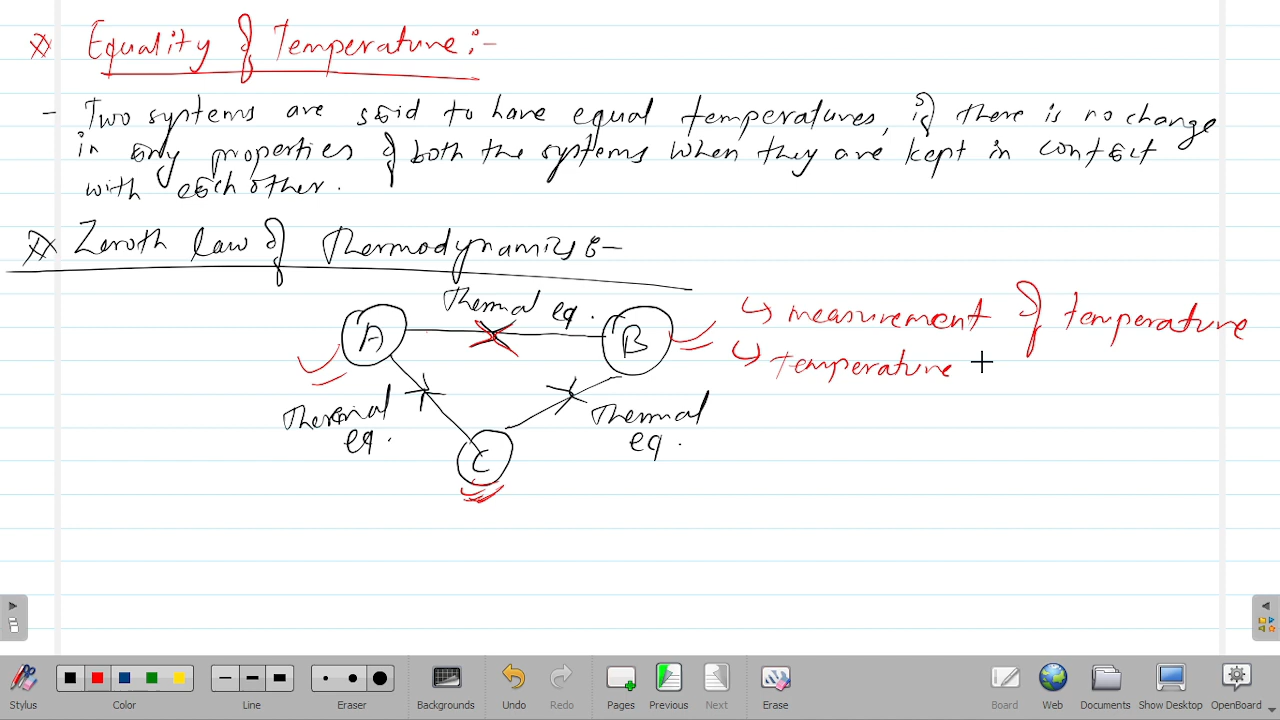 Equality of Temperature:-
- Two systems are said to have equal temperatures, if there is no change
in any properties of both the systems when they are kept in contact
with each other.
Zeroth law of Thermodynamics:-
Thermal eq.
A
B
↳ measurement of temperature
↳ temperature
Thermal
eq.
Thermal
eq.
C
Stylus
Color
Line
Eraser
Backgrounds
Undo
Redo
Pages
Previous
Next
Erase
Board
Web
Documents
Show Desktop
OpenBoard